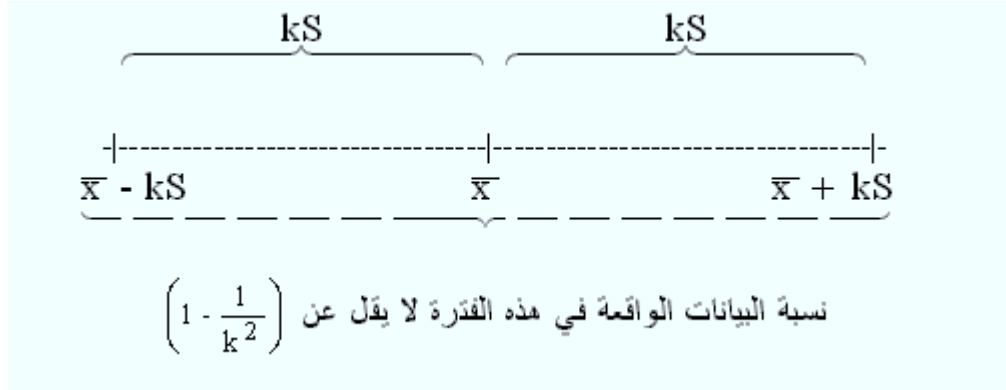 kS kS
x̅ - kS x̅ x̅ + kS
نسبة البيانات الواقعة في هذه الفترة لا يقل عن (1 - 1/k²)